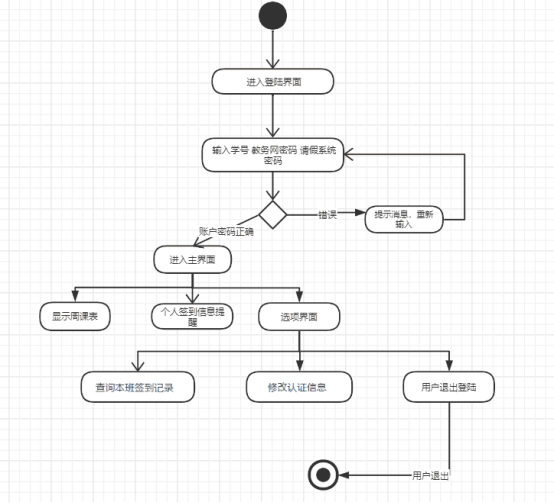 进入登陆界面
输入学号 教务网密码 请假系统
密码
错误
提示消息，重新
输入
账户密码正确
进入主界面
显示周课表
个人签到信息提
醒
选项界面
查询本班签到记录
修改认证信息
用户退出登陆
用户退出